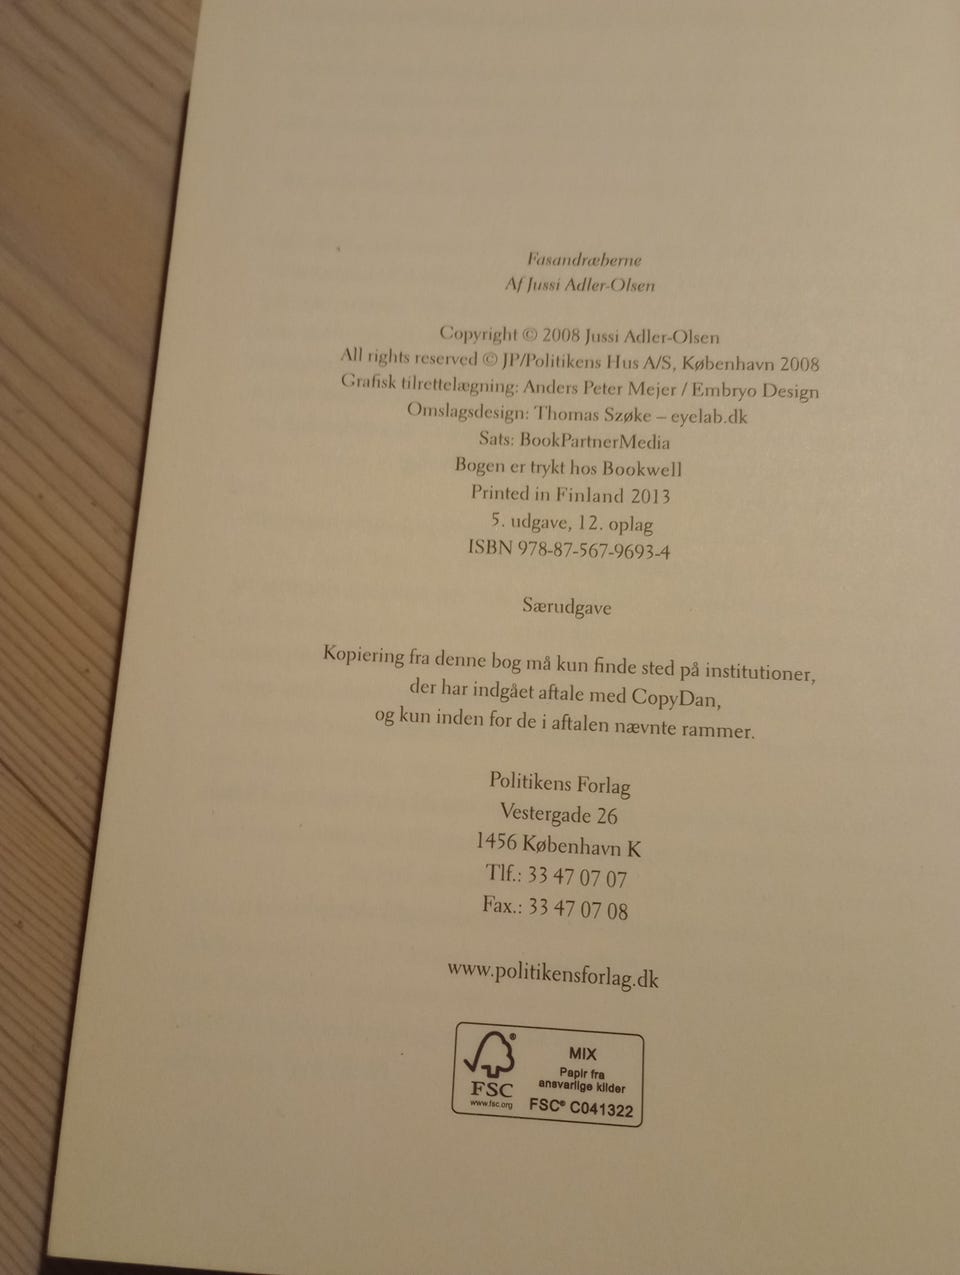 Fasandræberne
Af Jussi Adler-Olsen
Copyright © 2008 Jussi Adler-Olsen
All rights reserved © JP/Politikens Hus A/S, København 2008
Grafisk tilrettelægning: Anders Peter Mejer / Embryo Design
Omslagsdesign: Thomas Szøke – eyelab.dk
Sats: BookPartnerMedia
Bogen er trykt hos Bookwell
Printed in Finland 2013
5. udgave, 12. oplag
ISBN 978-87-567-9693-4
Særudgave
Kopiering fra denne bog må kun finde sted på institutioner,
der har indgået aftale med CopyDan,
og kun inden for de i aftalen nævnte rammer.
Politikens Forlag
Vestergade 26
1456 København K
Tlf.: 33 47 07 07
Fax.: 33 47 07 08
www.politikensforlag.dk
FSC
www.fsc.org
MIX
Papir fra
ansvarlige kilder
FSC® C041322